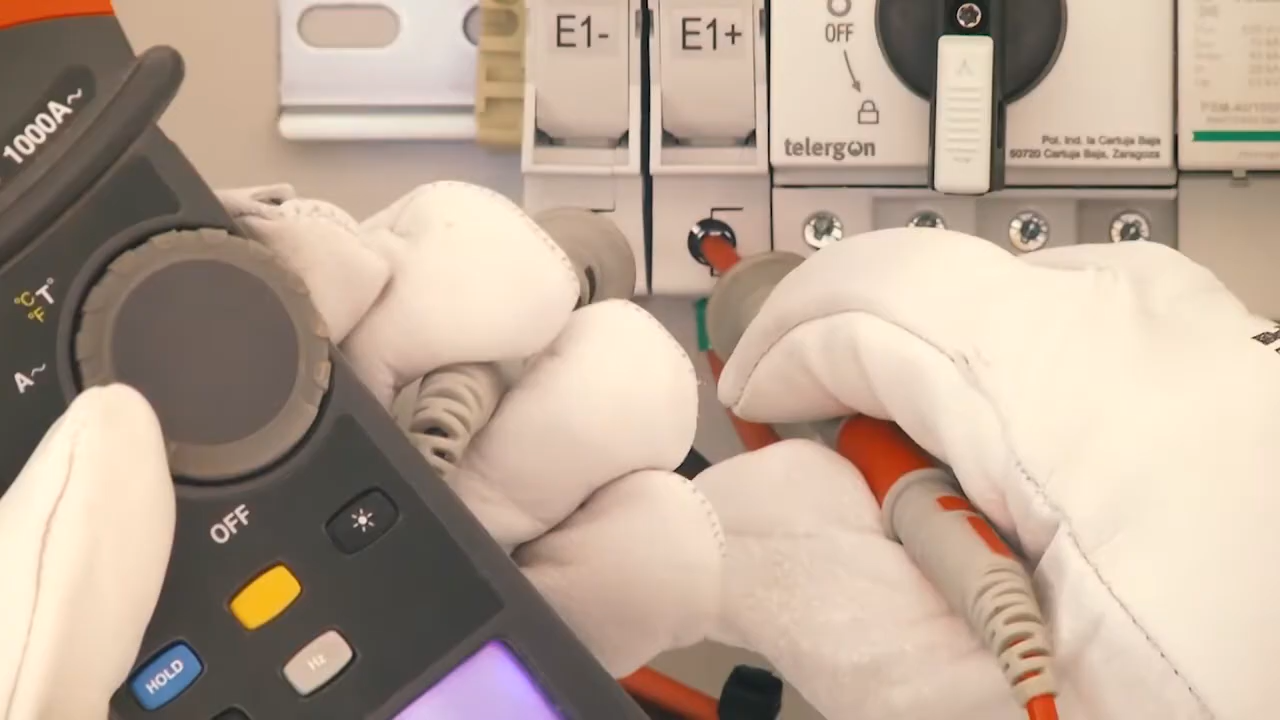 E1-
E1+
OFF
telergon
Pol. Ind. la Cartuja Baja
50720 Cartuja Baja, Zaragoza
1000A~
°C
°F
T°
A~
OFF
HOLD
Hz